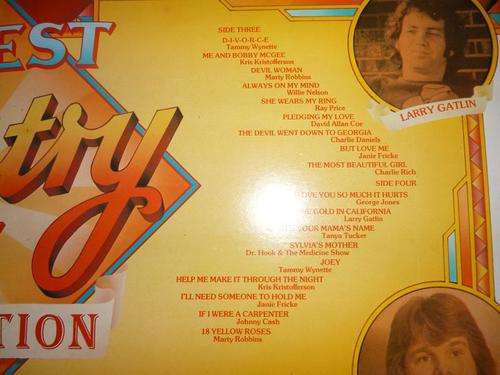 EST
try
TION
SIDE THREE
D-I-V-O-R-C-E
Tammy Wynette
ME AND BOBBY MCGEE
Kris Kristofferson
DEVIL WOMAN
Marty Robbins
ALWAYS ON MY MIND
Willie Nelson
SHE WEARS MY RING
Ray Price
PLEDGING MY LOVE
David Allan Coe
THE DEVIL WENT DOWN TO GEORGIA
Charlie Daniels
BUT LOVE ME
Janie Fricke
THE MOST BEAUTIFUL GIRL
Charlie Rich
SIDE FOUR
YOU SO MUCH IT HURTS
George Jones
GOLD IN CALIFORNIA
Larry Gatlin
YOUR MAMA'S NAME
Tanya Tucker
SYLVIA'S MOTHER
Dr. Hook & The Medicine Show
JOEY
Tammy Wynette
HELP ME MAKE IT THROUGH THE NIGHT
Kris Kristofferson
I'LL NEED SOMEONE TO HOLD ME
Janie Fricke
IF I WERE A CARPENTER
Johnny Cash
18 YELLOW ROSES
Marty Robbins
LARRY GATLIN